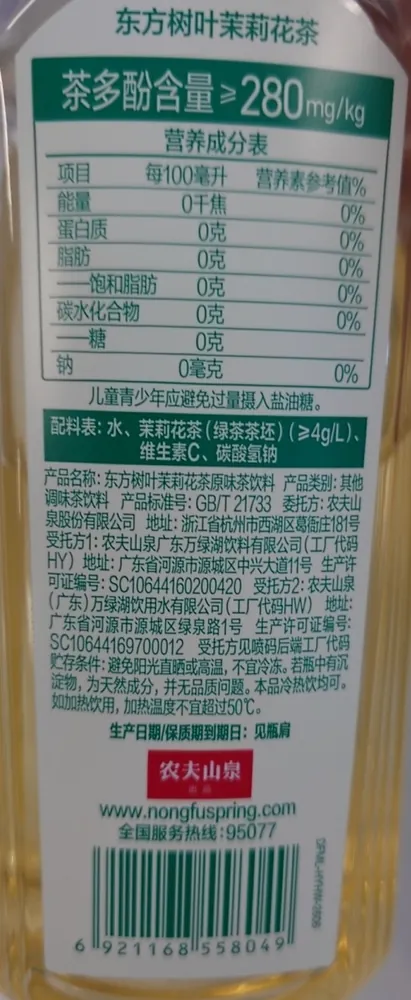 东方树叶茉莉花茶
茶多酚含量≥280mg/kg
营养成分表
项目 每100毫升 营养素参考值%
能量 0千焦 0%
蛋白质 0克 0%
脂肪 0克 0%
——饱和脂肪 0克 0%
碳水化合物 0克 0%
——糖 0克
钠 0毫克 0%
儿童青少年应避免过量摄入盐油糖。
配料表：水、茉莉花茶（绿茶茶坯）（≥4g/L）、
维生素C、碳酸氢钠
产品名称：东方树叶茉莉花茶原味茶饮料 产品类别：其他
调味茶饮料 产品标准号：GB/T 21733 委托方：农夫山
泉股份有限公司 地址：浙江省杭州市西湖区葛衙庄181号
受托方1：农夫山泉广东万绿湖饮料有限公司（工厂代码
HY） 地址：广东省河源市源城区中兴大道11号 生产许
可证编号：SC10644160200420 受托方2：农夫山泉
（广东）万绿湖饮用水有限公司（工厂代码HW） 地址：
广东省河源市源城区绿泉路1号 生产许可证编号：
SC10644169700012 受托方见喷码后端工厂代码
贮存条件：避免阳光直晒或高温，不宜冷冻。若瓶中有沉
淀物，为天然成分，并无品质问题。本品冷热饮均可。
如加热饮用，加热温度不宜超过50℃。
生产日期/保质期到期日：见瓶肩
农夫山泉
www.nongfuspring.com
全国服务热线：95077
6 921168 558049